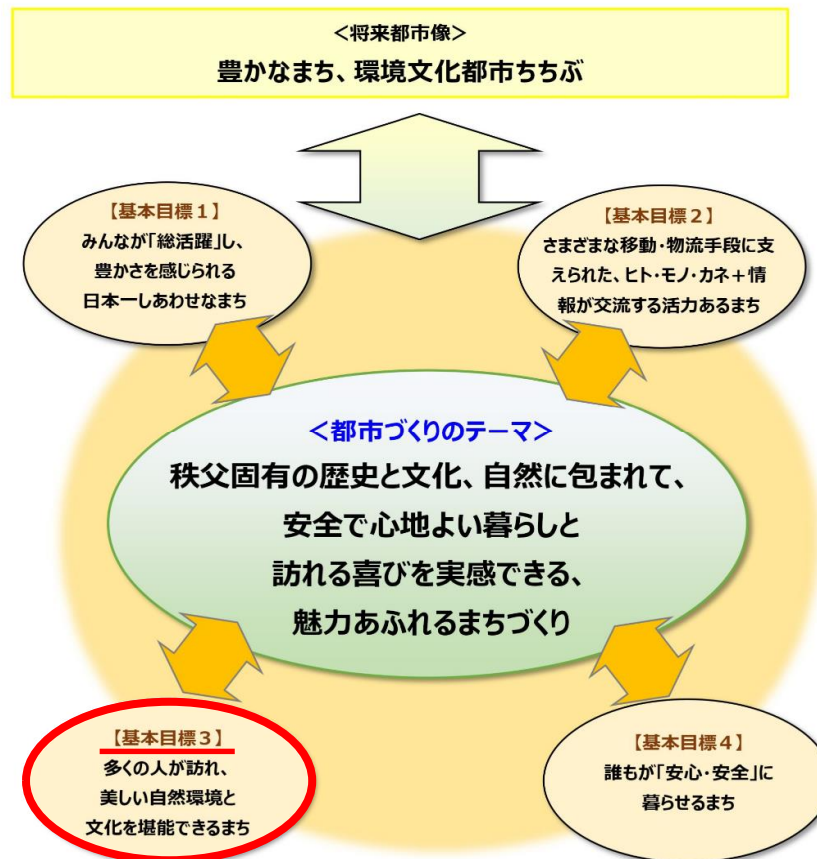 ＜将来都市像＞
豊かなまち、環境文化都市ちちぶ
【基本目標１】
みんなが「総活躍」し、
豊かさを感じられる
日本一しあわせなまち
【基本目標２】
さまざまな移動・物流手段に支
えられた、ヒト・モノ・カネ＋情
報が交流する活力あるまち
＜都市づくりのテーマ＞
秩父固有の歴史と文化、自然に包まれて、
安全で心地よい暮らしと
訪れる喜びを実感できる、
魅力あふれるまちづくり
【基本目標３】
多くの人が訪れ、
美しい自然環境と
文化を堪能できるまち
【基本目標４】
誰もが「安心・安全」に
暮らせるまち